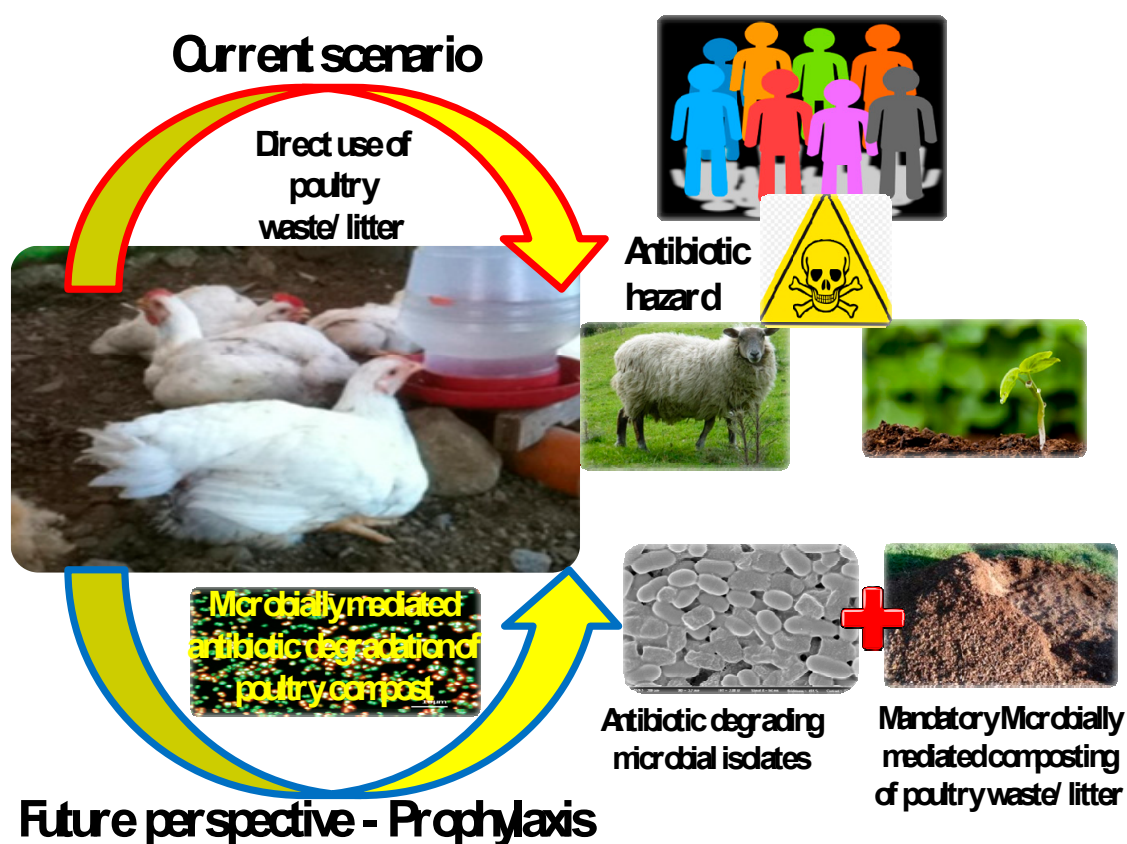 Current scenario
Direct use of
poultry
waste/ litter
Antibiotic
hazard
Microbially mediated
antibiotic degradation of
poultry compost
Antibiotic degrading
microbial isolates
Mandatory Microbially
mediated composting
of poultry waste/ litter
Future perspective - Prophylaxis